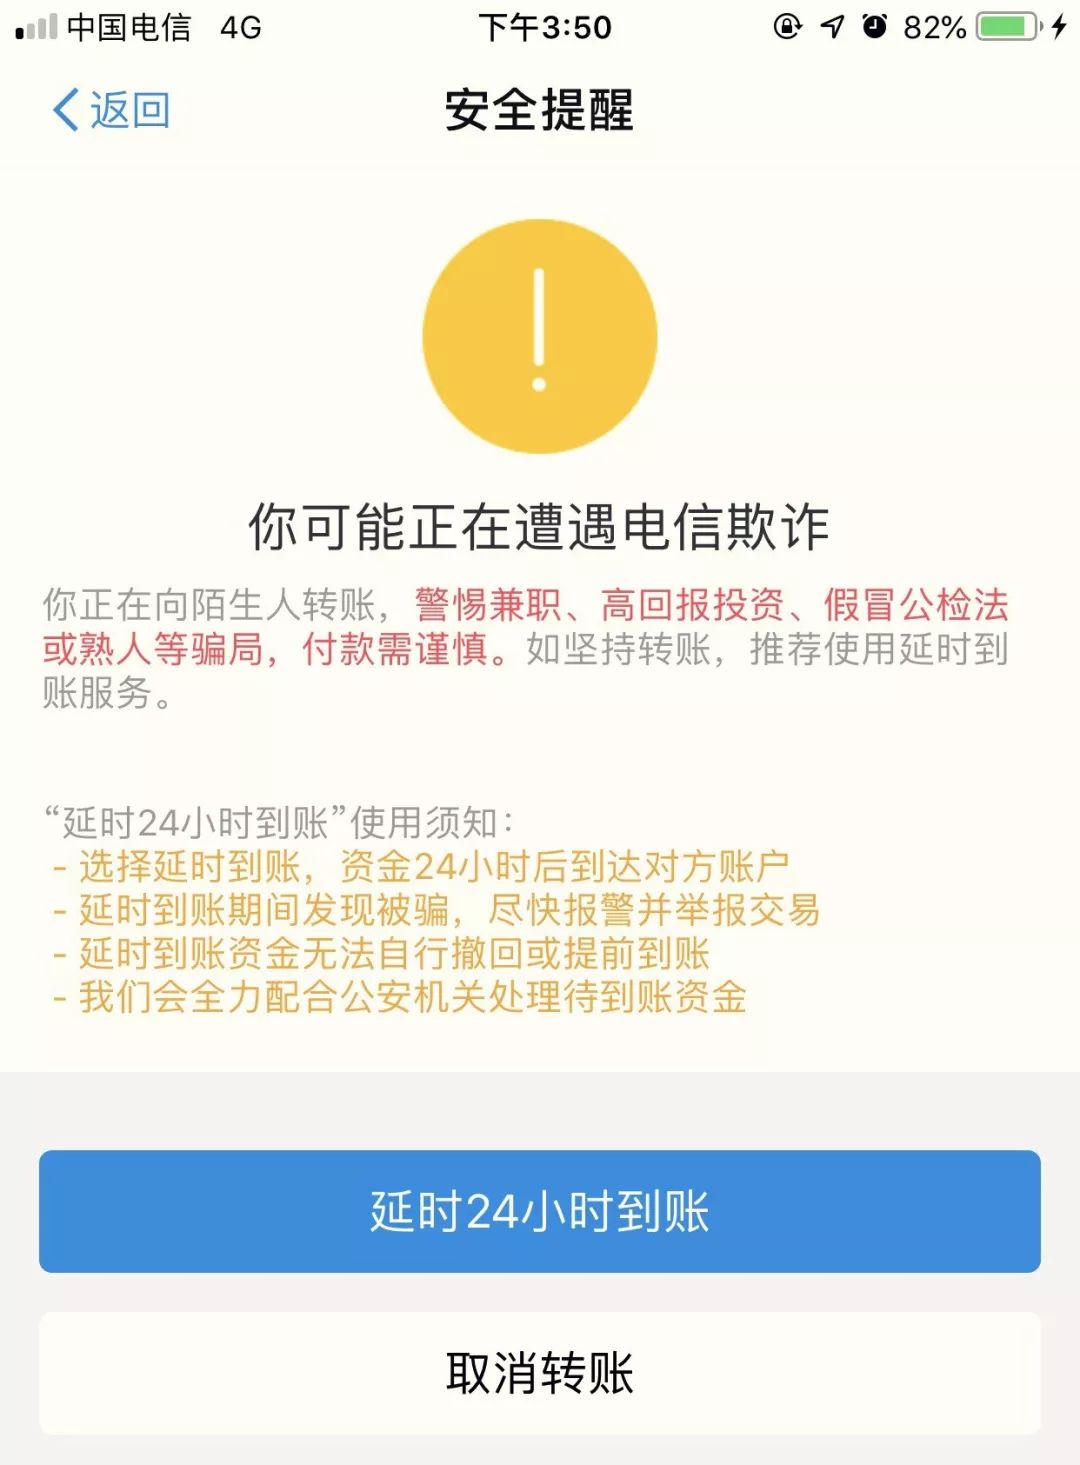 中国电信 4G 下午3:50 82%
返回 安全提醒
你可能正在遭遇电信欺诈
你正在向陌生人转账，警惕兼职、高回报投资、假冒公检法
或熟人等骗局，付款需谨慎。如坚持转账，推荐使用延时到
账服务。
“延时24小时到账”使用须知：
- 选择延时到账，资金24小时后到达对方账户
- 延时到账期间发现被骗，尽快报警并举报交易
- 延时到账资金无法自行撤回或提前到账
- 我们会全力配合公安机关处理待到账资金
延时24小时到账
取消转账